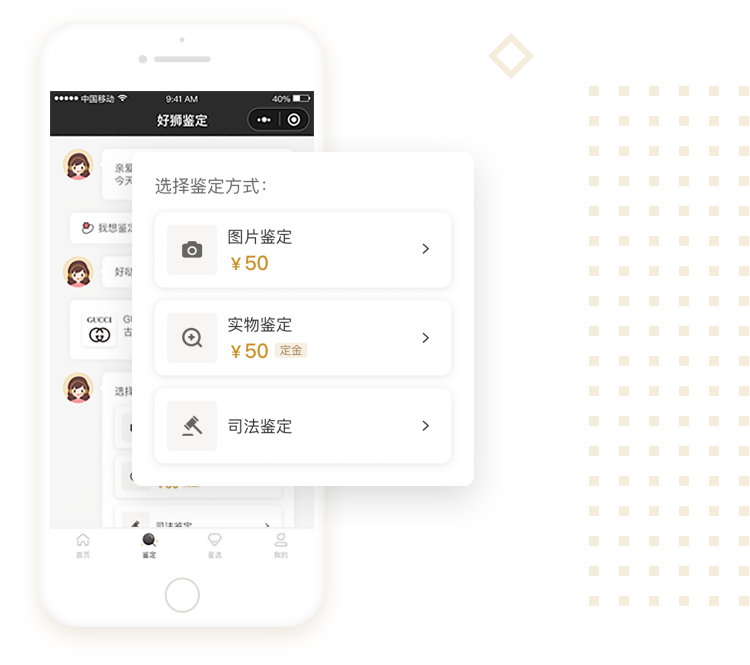 中国移动
9:41 AM
40%
好狮鉴定
亲爱
今天
选择鉴定方式：
图片鉴定
¥50
我想鉴定
实物鉴定
¥50 定金
好哒
GUCCI
古
司法鉴定
选择
司法鉴定
首页
鉴定
星选
我的